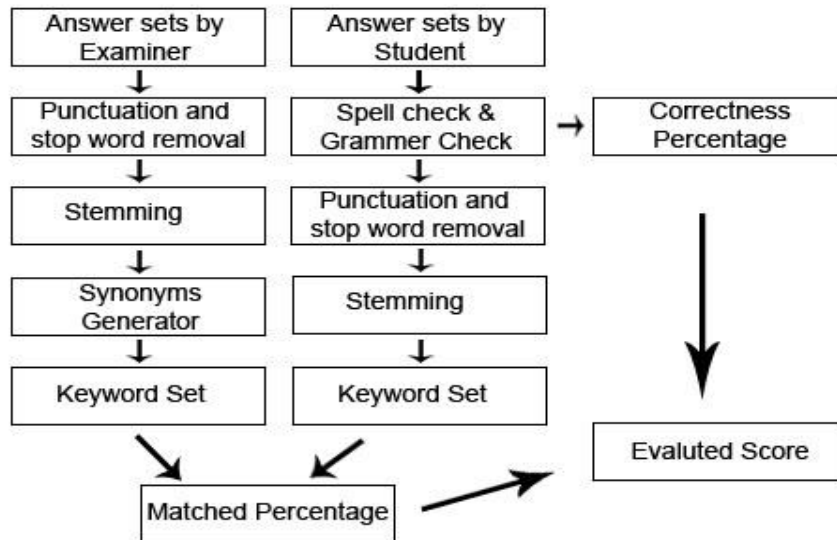 Answer sets by
Examiner
Punctuation and
stop word removal
Stemming
Synonyms
Generator
Keyword Set
Answer sets by
Student
Spell check &
Grammer Check
Punctuation and
stop word removal
Stemming
Keyword Set
Correctness
Percentage
Matched Percentage
Evaluted Score